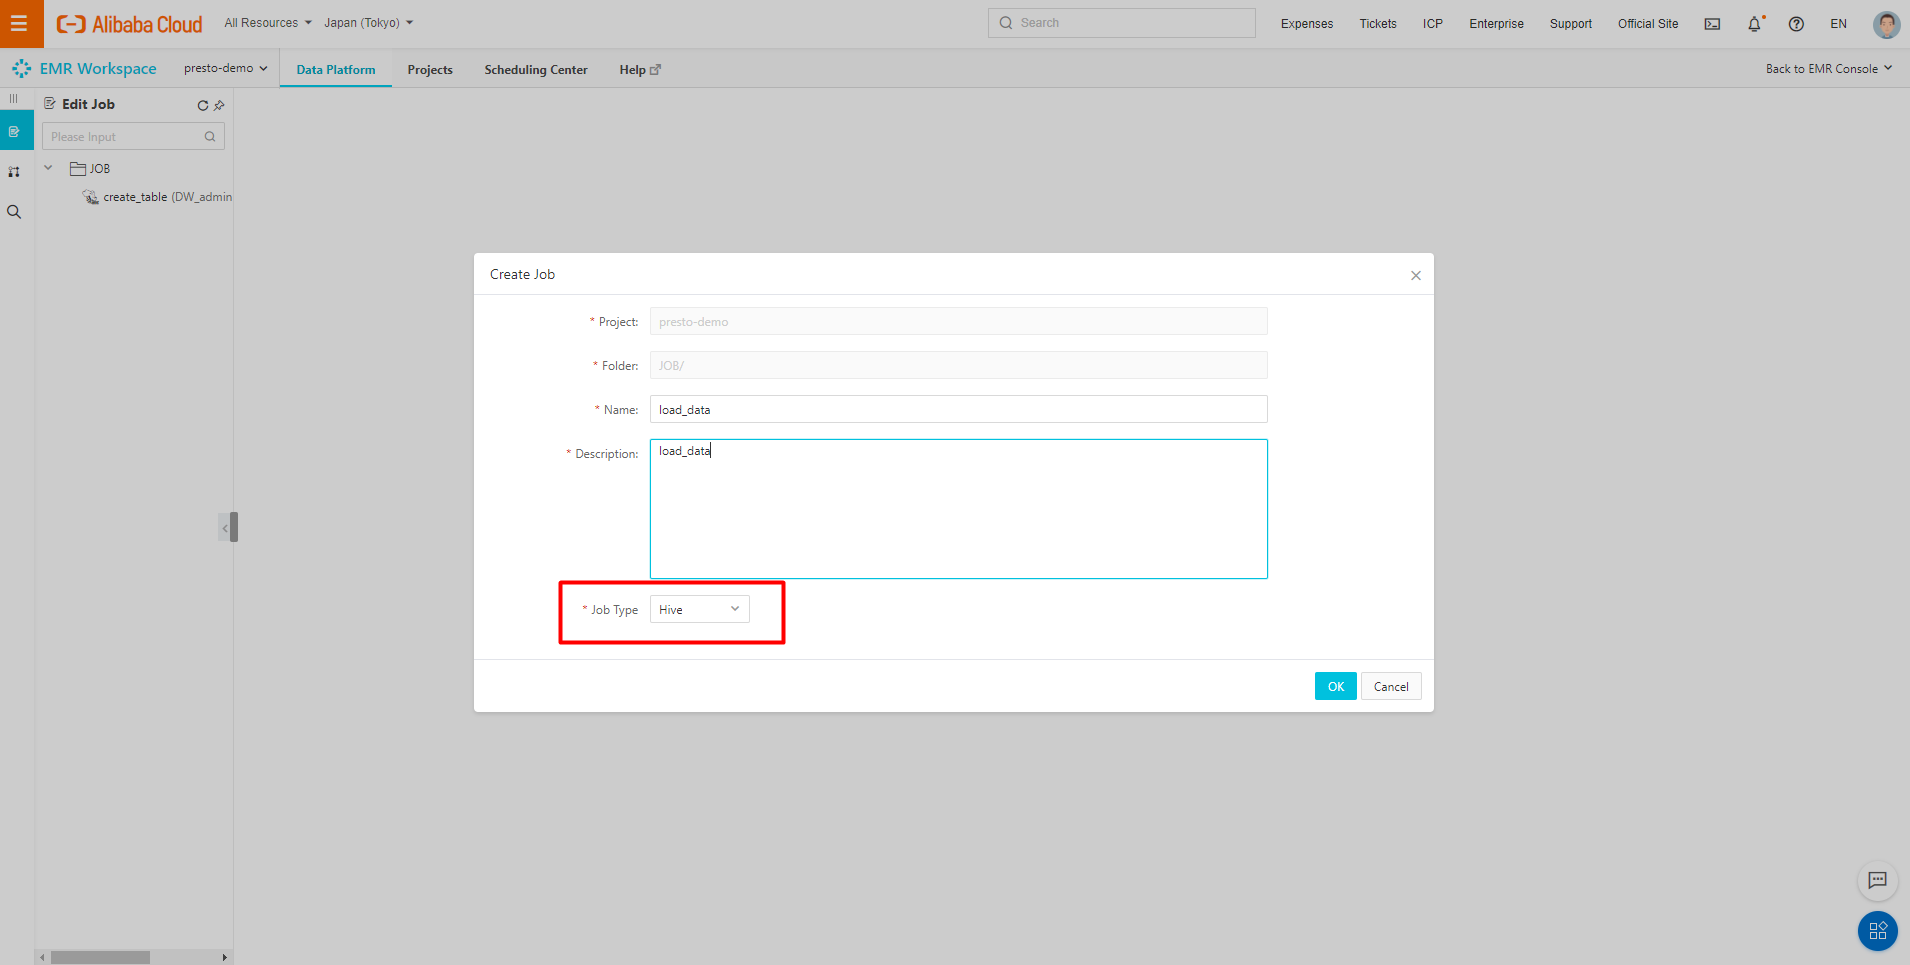 Alibaba Cloud All Resources Japan (Tokyo) Search Expenses Tickets ICP Enterprise Support Official Site EN
EMR Workspace presto-demo Data Platform Projects Scheduling Center Help Back to EMR Console
Edit Job
Please Input
JOB
create_table (DW_admin
Create Job
* Project: presto-demo
* Folder: JOB/
* Name: load_data
* Description: load_data
* Job Type Hive
OK Cancel